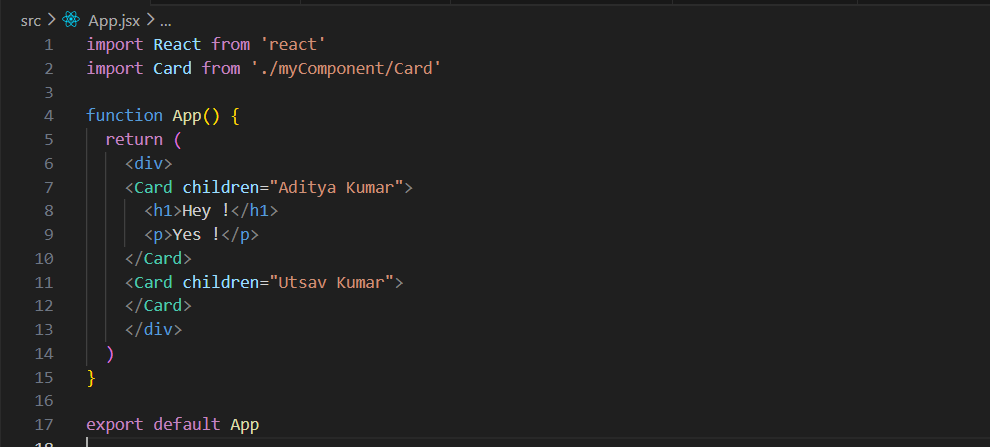 src > App.jsx > ...
1 import React from 'react'
2 import Card from './myComponent/Card'
3
4 function App() {
5   return (
6     <div>
7     <Card children="Aditya Kumar">
8       <h1>Hey !</h1>
9       <p>Yes !</p>
10     </Card>
11     <Card children="Utsav Kumar">
12     </Card>
13     </div>
14   )
15 }
16
17 export default App
18